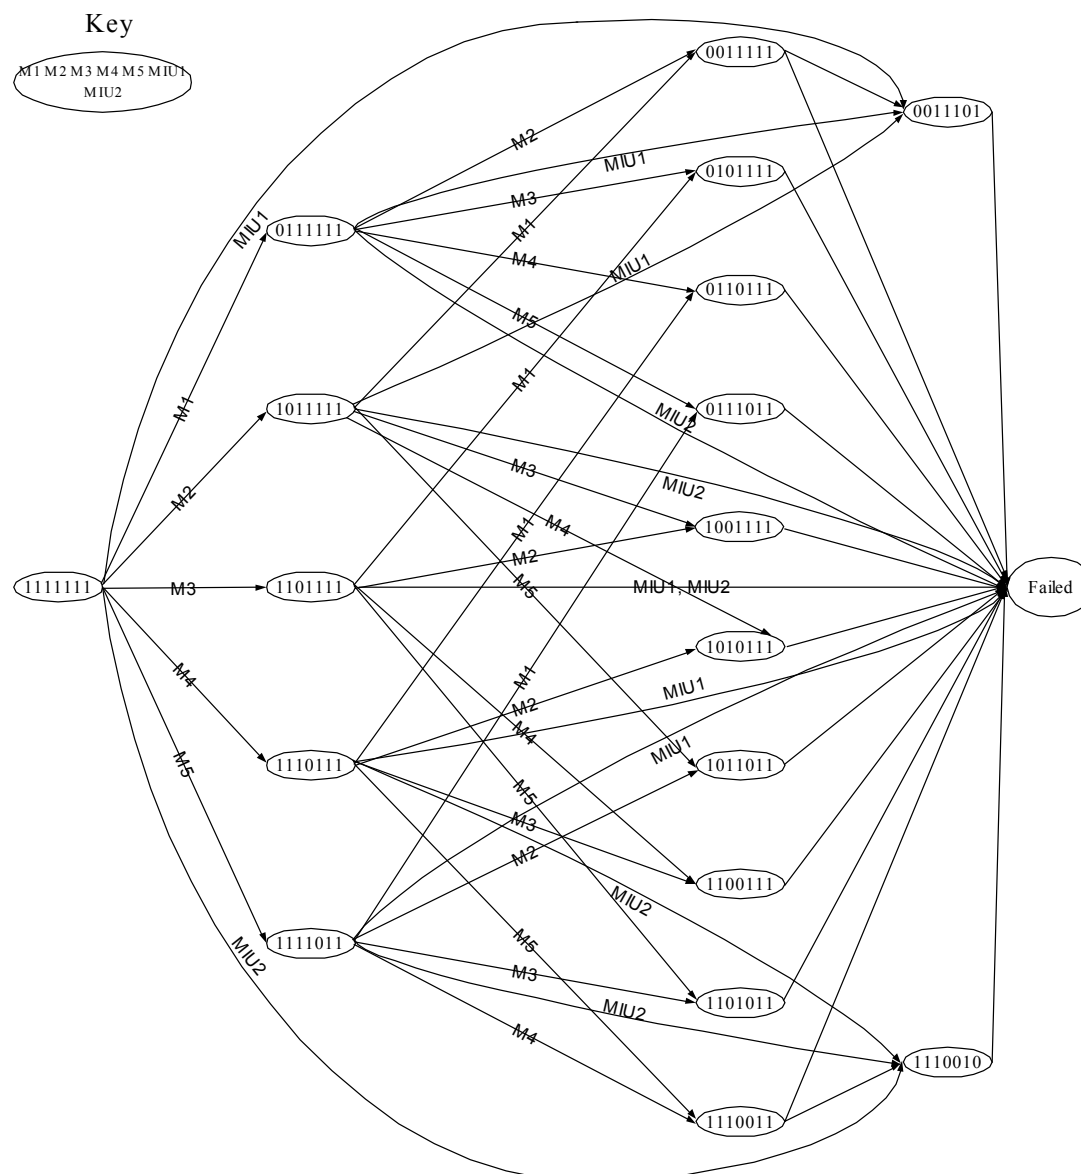 Key
M1 M2 M3 M4 M5 MIU1
MIU2
0011111
0011101
M2
MIU1
0101111
M3
MIU1
0111111
M1
M4
MIU1
0110111
M5
M1
M1
1011111
0111011
MIU2
M3
MIU2
M2
M4
1001111
M1
M2
1111111
M3
1101111
M5
MIU1, MIU2
Failed
1010111
M1
M4
MIU1
M2
M4
MIU1
M5
1110111
1011011
M5
M3
M2
1100111
MIU2
M5
1111011
MIU2
M3
1101011
MIU2
M4
1110010
1110011